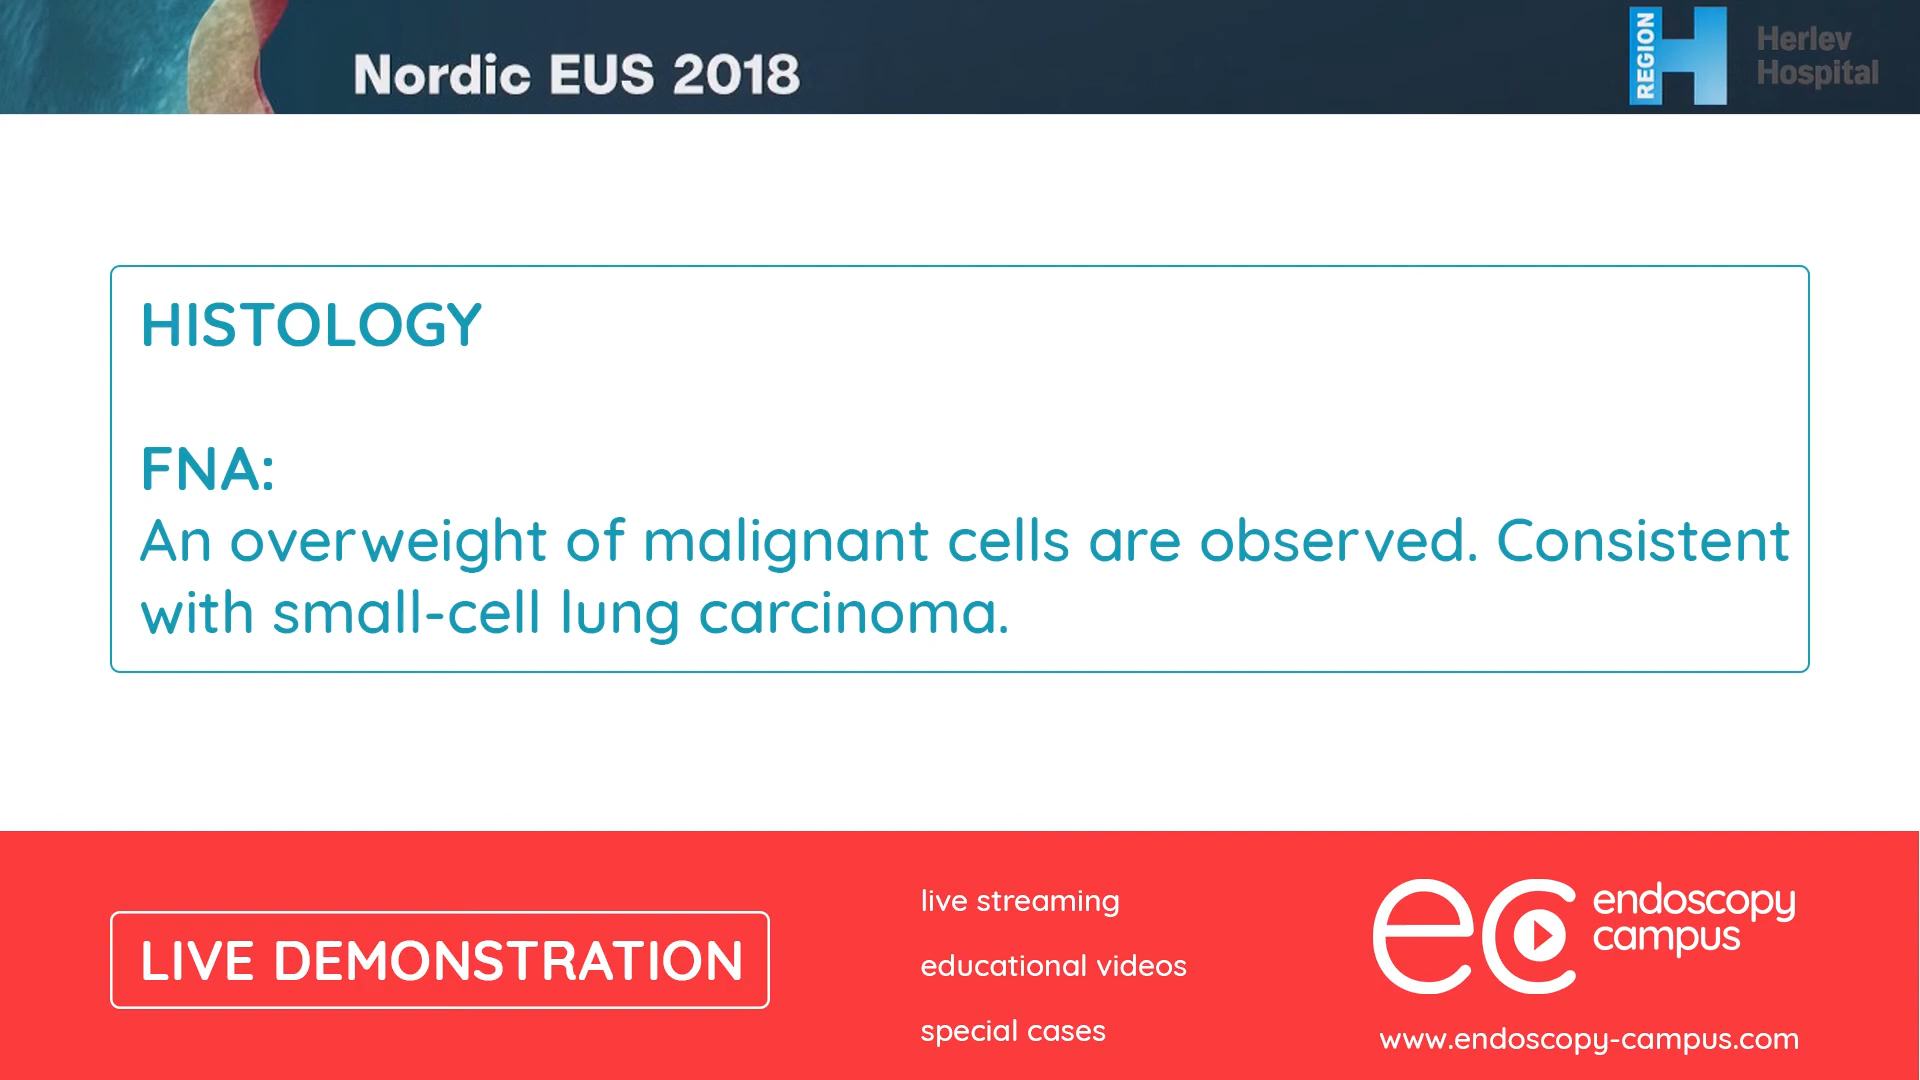 Nordic EUS 2018
REGION
Herlev
Hospital
HISTOLOGY
FNA:
An overweight of malignant cells are observed. Consistent
with small-cell lung carcinoma.
LIVE DEMONSTRATION
live streaming
educational videos
special cases
ec
endoscopy
campus
www.endoscopy-campus.com